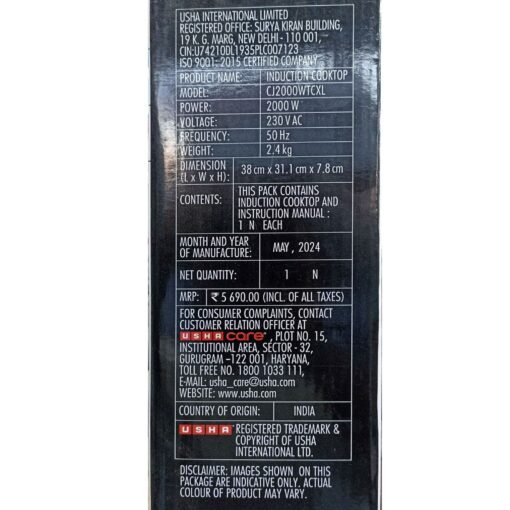 USHA INTERNATIONAL LIMITED
REGISTERED OFFICE: SURYA KIRAN BUILDING,
19 K. G. MARG, NEW DELHI - 110 001,
CIN:U74210DL1935PLC007123
ISO 9001: 2015 CERTIFIED COMPANY
PRODUCT NAME: INDUCTION COOKTOP
MODEL: CJ2000WTCXL
POWER: 2000 W
VOLTAGE: 230 V AC
FREQUENCY: 50 Hz
WEIGHT: 2.4 kg
DIMENSION
(L x W x H): 38 cm x 31.1 cm x 7.8 cm
CONTENTS: THIS PACK CONTAINS
INDUCTION COOKTOP AND
INSTRUCTION MANUAL :
1 N EACH
MONTH AND YEAR
OF MANUFACTURE: MAY , 2024
NET QUANTITY: 1 N
MRP: ₹ 5 690.00 (INCL. OF ALL TAXES)
FOR CONSUMER COMPLAINTS, CONTACT
CUSTOMER RELATION OFFICER AT
USHA care, PLOT NO. 15,
INSTITUTIONAL AREA, SECTOR - 32,
GURUGRAM –122 001, HARYANA,
TOLL FREE NO. 1800 1033 111,
E-MAIL: usha_care@usha.com
WEBSITE: www.usha.com
COUNTRY OF ORIGIN: INDIA
USHA REGISTERED TRADEMARK &
COPYRIGHT OF USHA
INTERNATIONAL LTD.
DISCLAIMER: IMAGES SHOWN ON THIS
PACKAGE ARE INDICATIVE ONLY. ACTUAL
COLOUR OF PRODUCT MAY VARY.